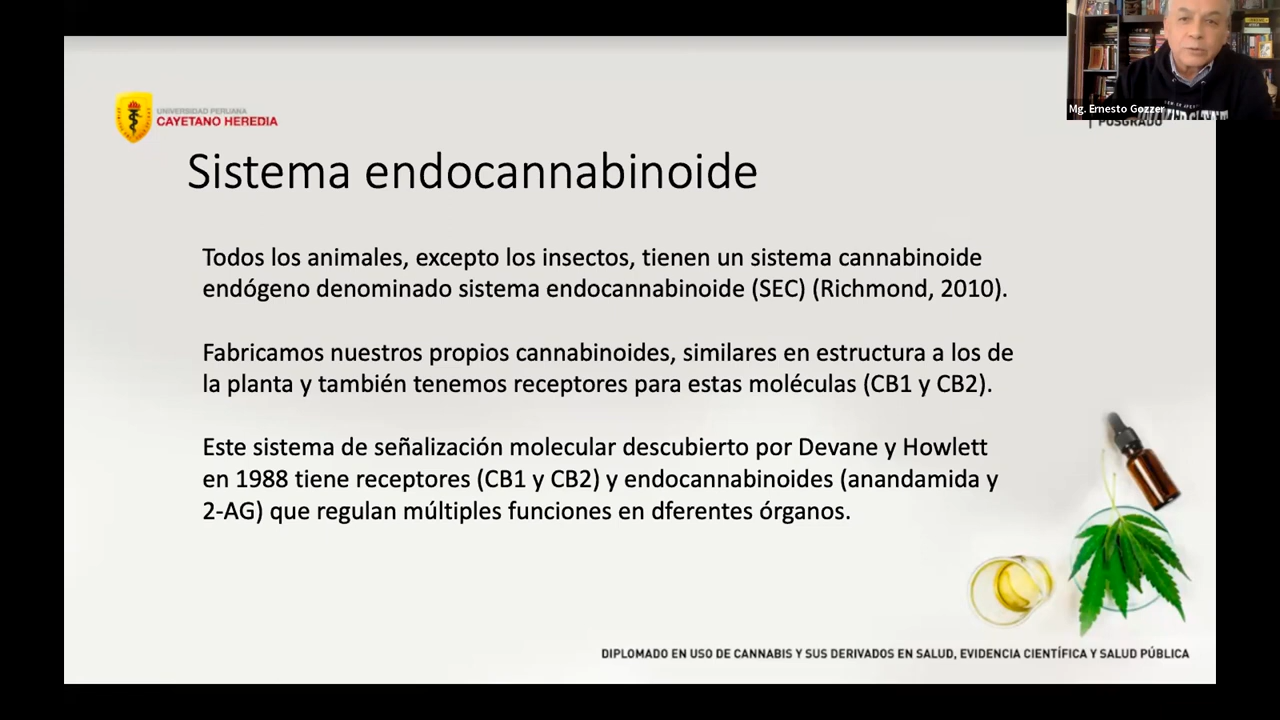 UNIVERSIDAD PERUANA
CAYETANO HEREDIA
Mg. Ernesto Gozzer
POSGRADO
Sistema endocannabinoide
Todos los animales, excepto los insectos, tienen un sistema cannabinoide
endógeno denominado sistema endocannabinoide (SEC) (Richmond, 2010).
Fabricamos nuestros propios cannabinoides, similares en estructura a los de
la planta y también tenemos receptores para estas moléculas (CB1 y CB2).
Este sistema de señalización molecular descubierto por Devane y Howlett
en 1988 tiene receptores (CB1 y CB2) y endocannabinoides (anandamida y
2-AG) que regulan múltiples funciones en dferentes órganos.
DIPLOMADO EN USO DE CANNABIS Y SUS DERIVADOS EN SALUD, EVIDENCIA CIENTÍFICA Y SALUD PÚBLICA